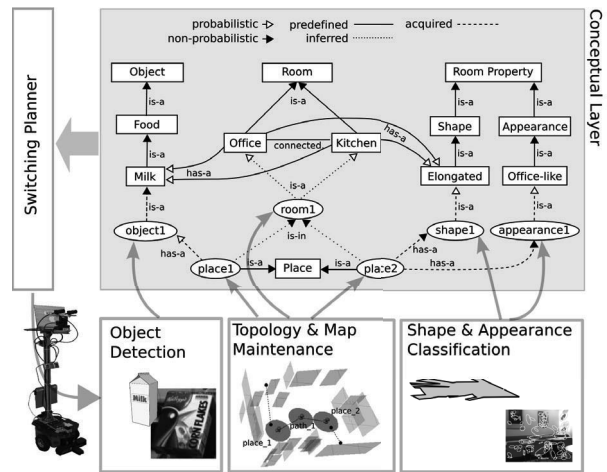 probabilistic
non-probabilistic
predefined
inferred
acquired
Conceptual Layer
Switching Planner
Object
Room
Room Property
is-a
is-a
is-a
is-a
Food
Office
connected
Kitchen
has-a
Shape
Appearance
is-a
has-a
is-a
is-a
Milk
Elongated
Office-like
is-a
is-a
room1
is-a
is-a
object1
is-in
shape1
appearance1
has-a
place1
is-a
Place
is-a
place2
has-a
has-a
Object
Detection
Topology & Map
Maintenance
Shape & Appearance
Classification
Milk
CORN FLAKES
place_2
path_1
place_1